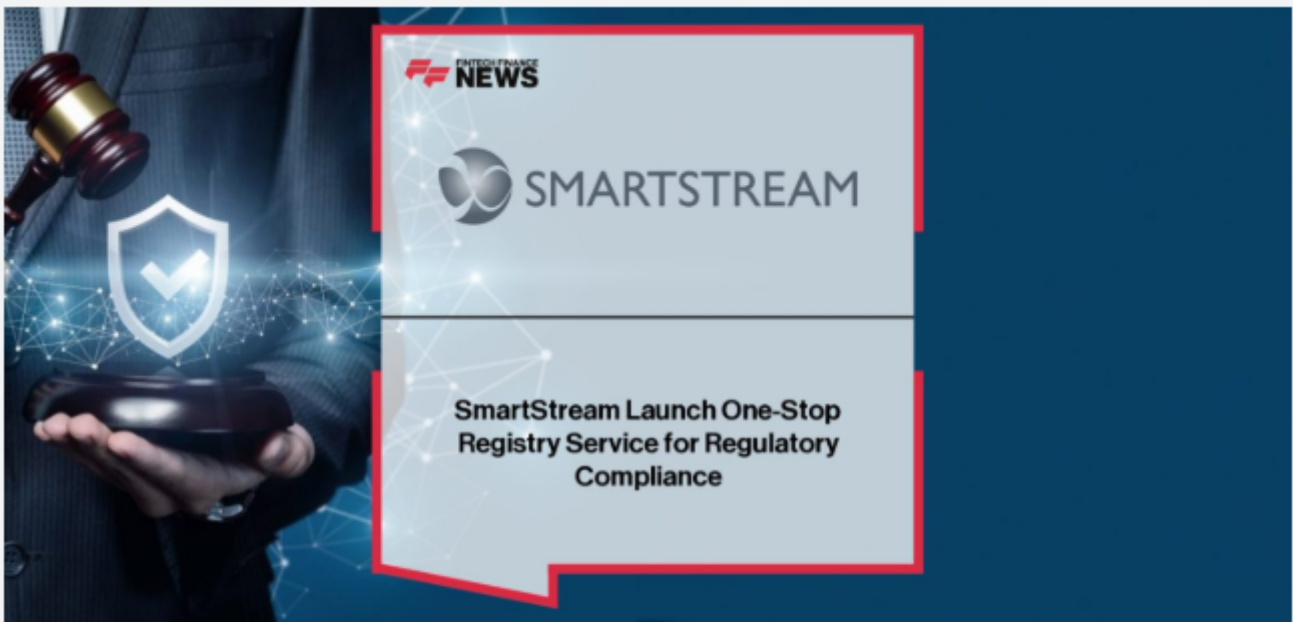 FINTECH FINANCE
NEWS
SMARTSTREAM
SmartStream Launch One-Stop
Registry Service for Regulatory
Compliance